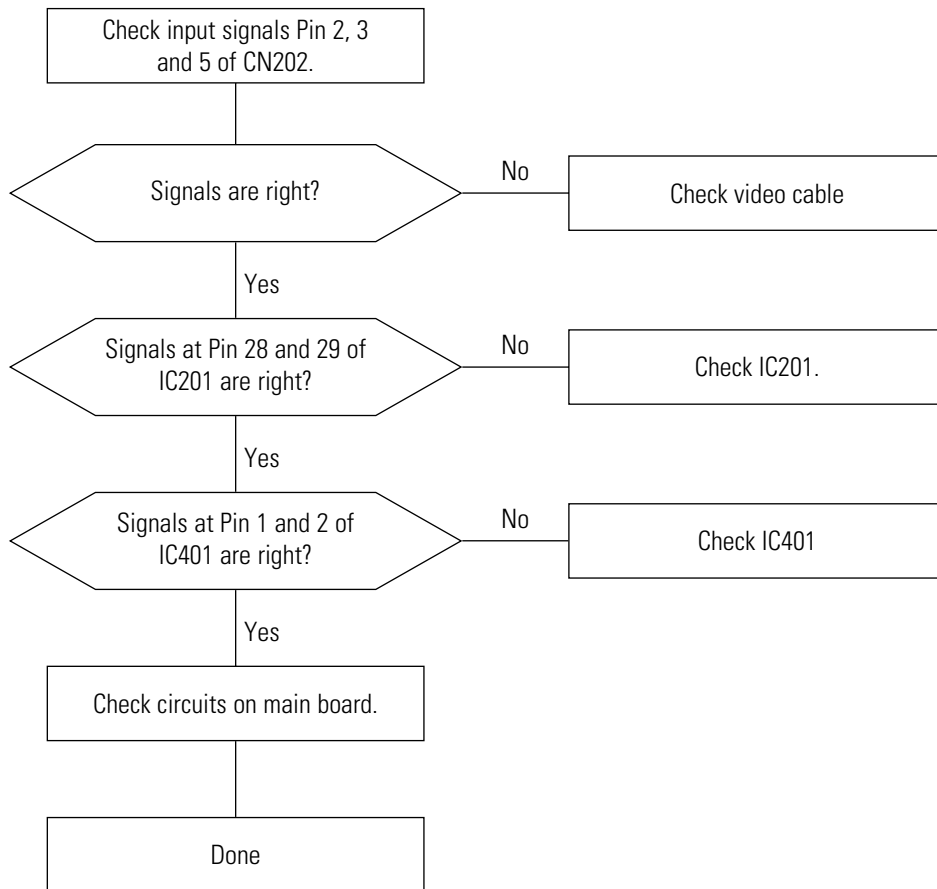 Check input signals Pin 2, 3
and 5 of CN202.
Signals are right?
No
Check video cable
Yes
Signals at Pin 28 and 29 of
IC201 are right?
No
Check IC201.
Yes
Signals at Pin 1 and 2 of
IC401 are right?
No
Check IC401
Yes
Check circuits on main board.
Done